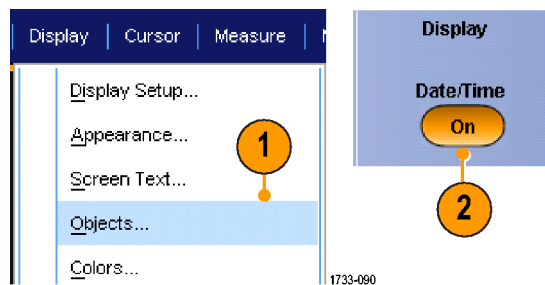 Display | Cursor | Measure |
Display Setup...
Appearance...
1
Screen Text...
Objects...
Colors...
Display
Date/Time
On
2
1733-090